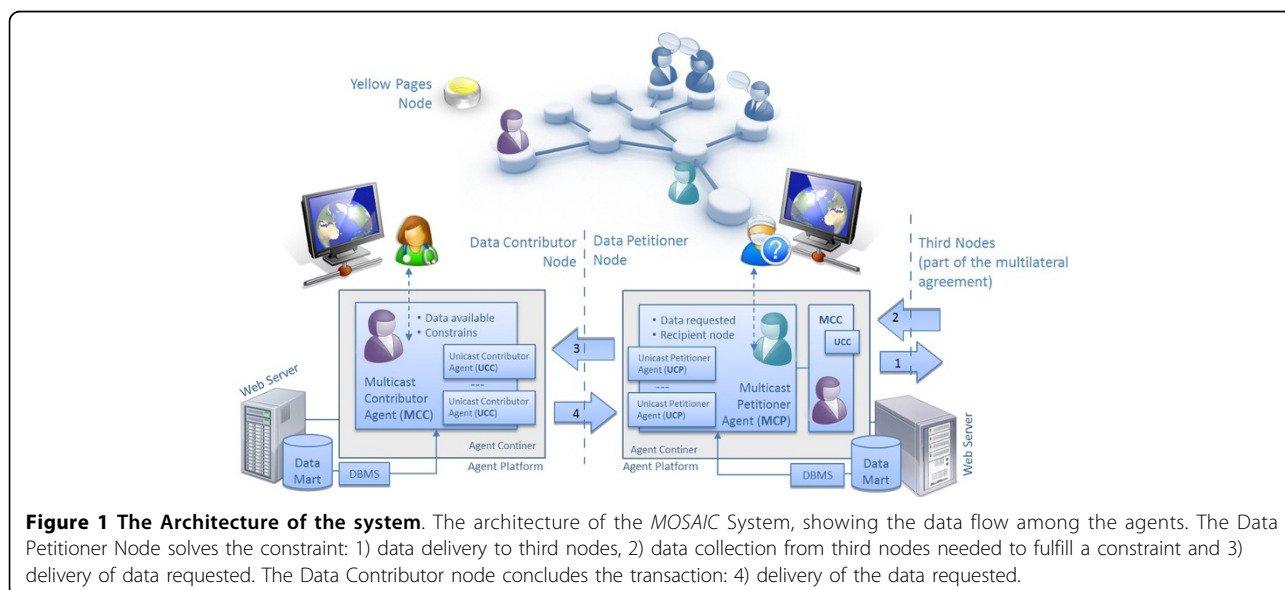 Yellow Pages
Node
Data Contributor
Node
Data Petitioner
Node
Third Nodes
(part of the multilateral
agreement)
• Data available
• Constrains
Unicast Contributor
Agent (UCC)
---
Unicast Contributor
Agent (UCC)
Multicast
Contributor
Agent (MCC)
Agent Continer
Agent Platform
Web Server
Data
Mart
DBMS
3
4
• Data requested
• Recipient node
Unicast Petitioner
Agent (UCP)
---
Unicast Petitioner
Agent (UCP)
Multicast
Petitioner
Agent (MCP)
MCC
UCC
?
2
1
Agent Continer
Agent Platform
DBMS
Data
Mart
Web Server
Figure 1 The Architecture of the system. The architecture of the MOSAIC System, showing the data flow among the agents. The Data
Petitioner Node solves the constraint: 1) data delivery to third nodes, 2) data collection from third nodes needed to fulfill a constraint and 3)
delivery of data requested. The Data Contributor node concludes the transaction: 4) delivery of the data requested.